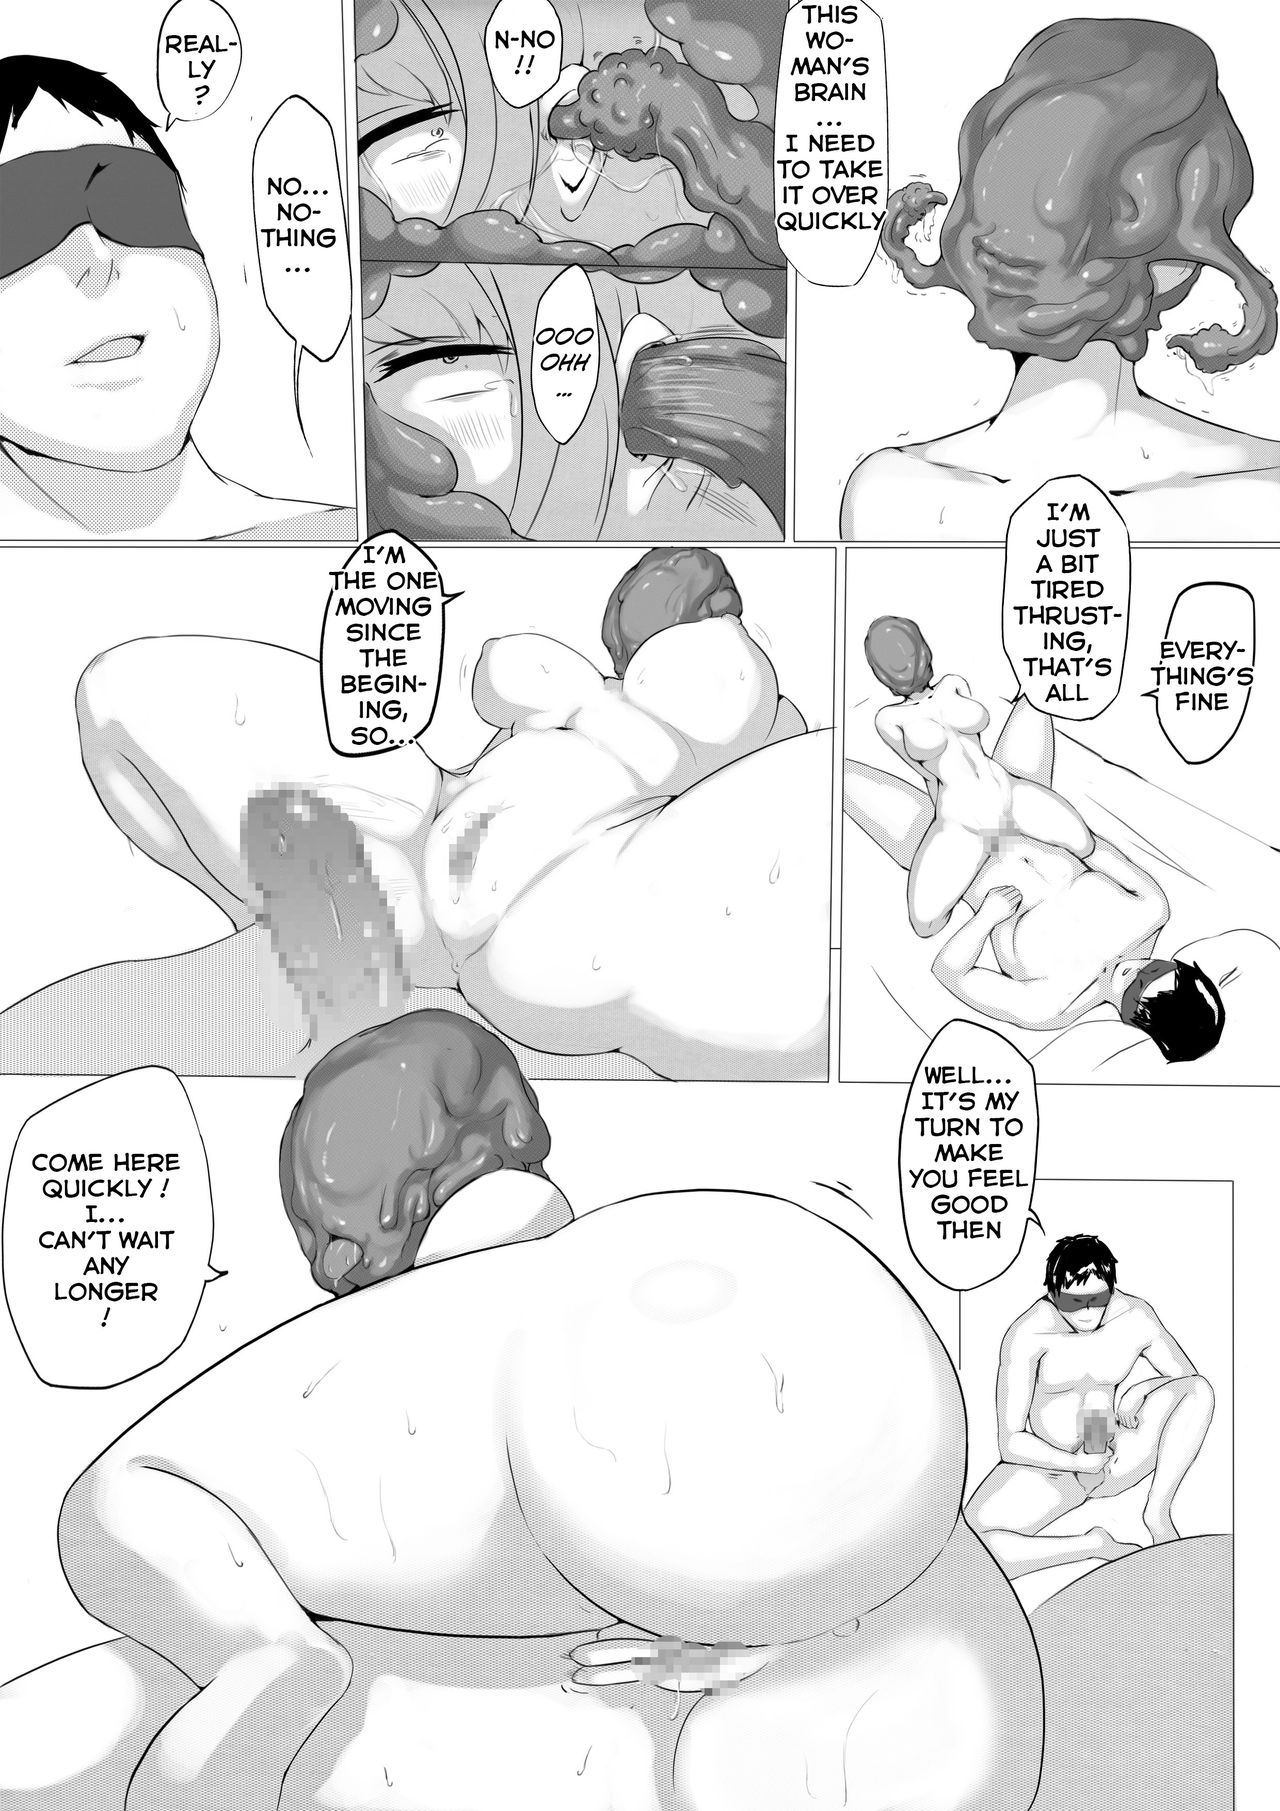 REAL-
LY
?
NO...
NO-
THING
...
N-NO
!!
THIS
WO-
MAN'S
BRAIN
...
I NEED
TO TAKE
IT OVER
QUICKLY
OOO
OHH
...
I'M
THE ONE
MOVING
SINCE
THE
BEGIN-
ING,
SO...
I'M
JUST
A BIT
TIRED
THRUST-
ING,
THAT'S
ALL
EVERY-
THING'S
FINE
WELL...
IT'S MY
TURN TO
MAKE
YOU FEEL
GOOD
THEN
COME HERE
QUICKLY!
I...
CAN'T WAIT
ANY
LONGER
!